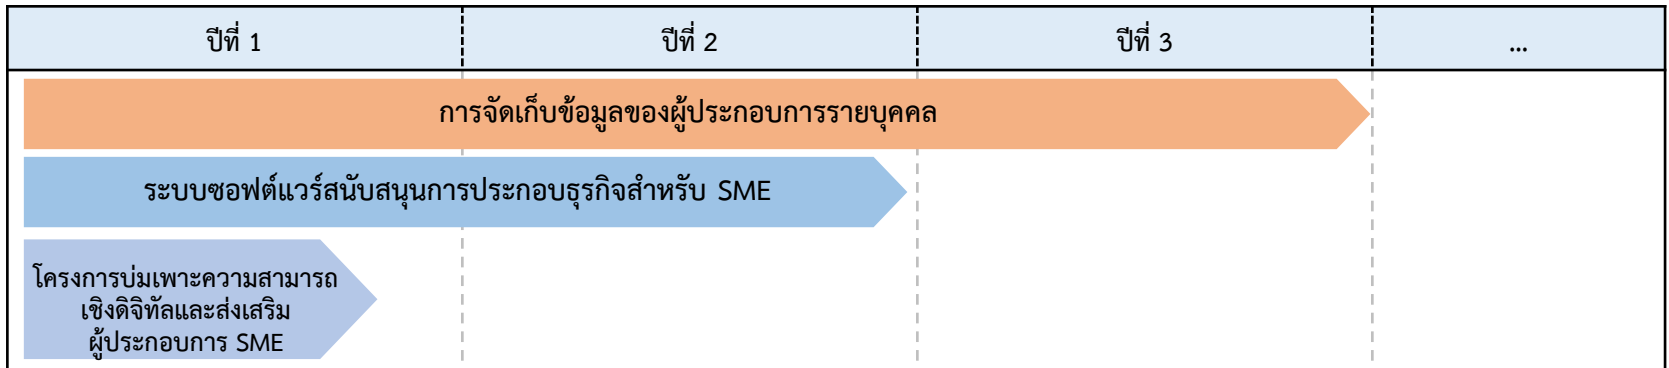 ปีที่ 1
ปีที่ 2
ปีที่ 3
...
การจัดเก็บข้อมูลของผู้ประกอบการรายบุคคล
ระบบซอฟต์แวร์สนับสนุนการประกอบธุรกิจสำหรับ SME
โครงการบ่มเพาะความสามารถ
เชิงดิจิทัลและส่งเสริม
ผู้ประกอบการ SME